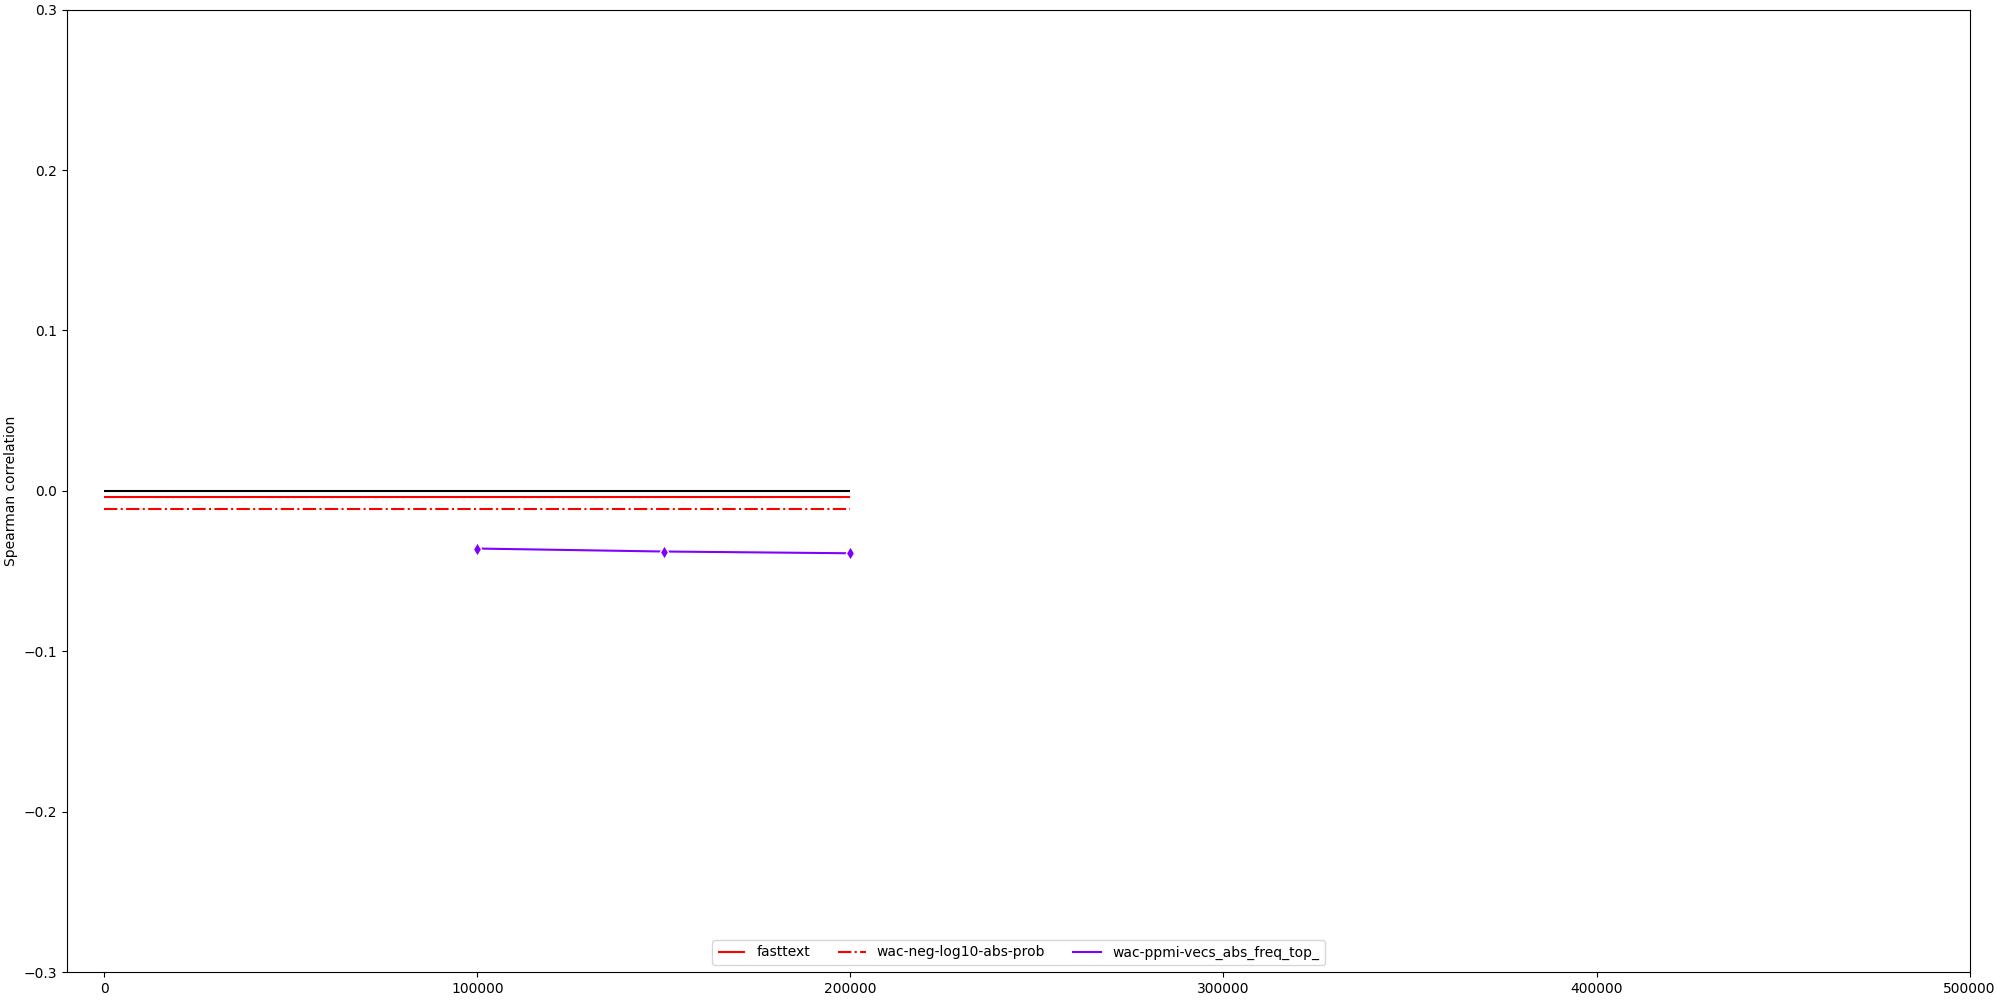 0.3
0.2
0.1
0.0
−0.1
−0.2
−0.3
Spearman correlation
fasttext wac-neg-log10-abs-prob wac-ppmi-vecs_abs_freq_top_
0 100000 200000 300000 400000 500000